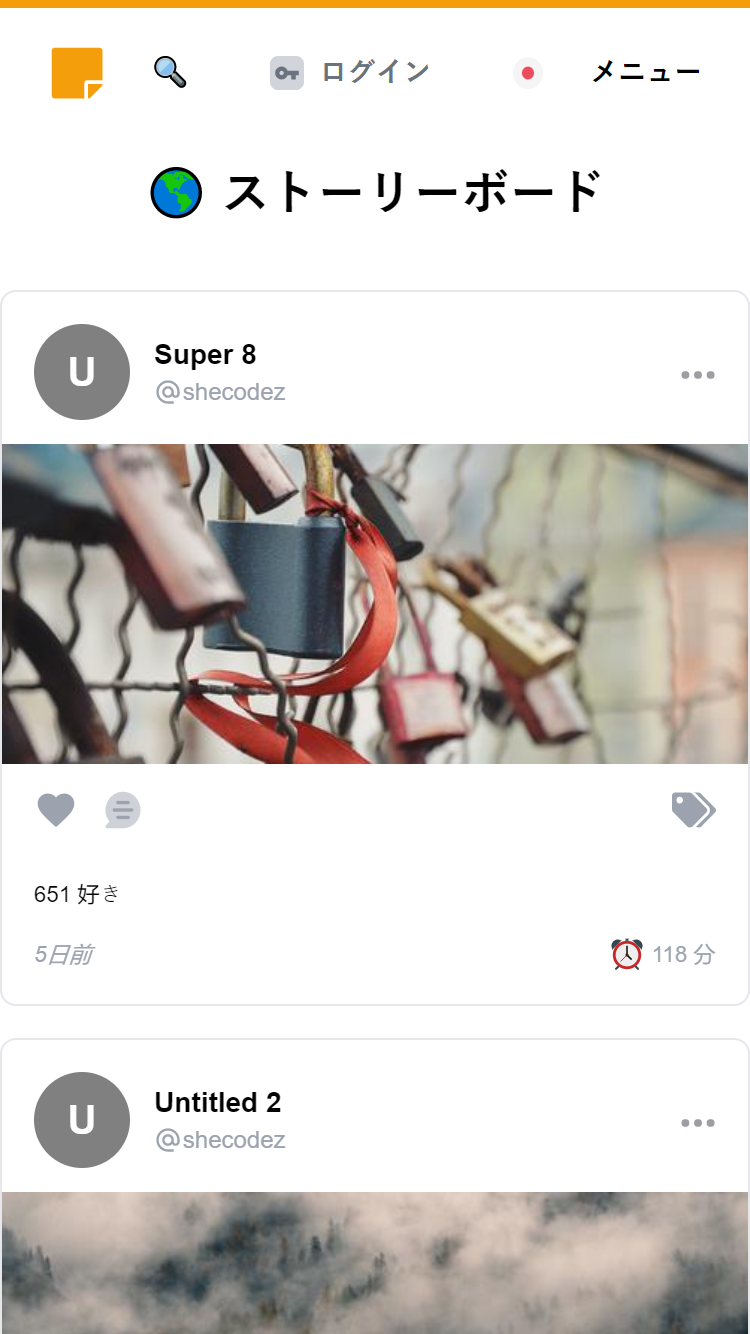 ログイン
メニュー
ストーリーボード
U
Super 8
@shecodez
651 好き
5日前
118 分
U
Untitled 2
@shecodez